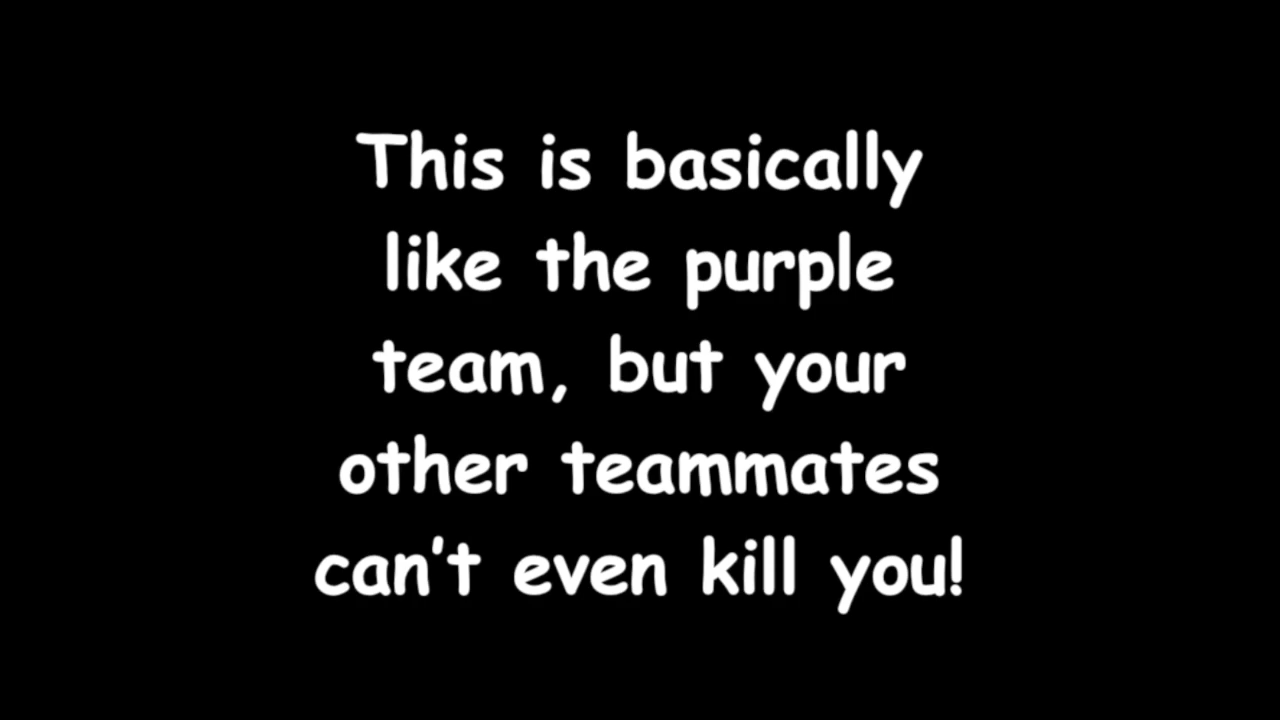 This is basically
like the purple
team, but your
other teammates
can't even kill you!